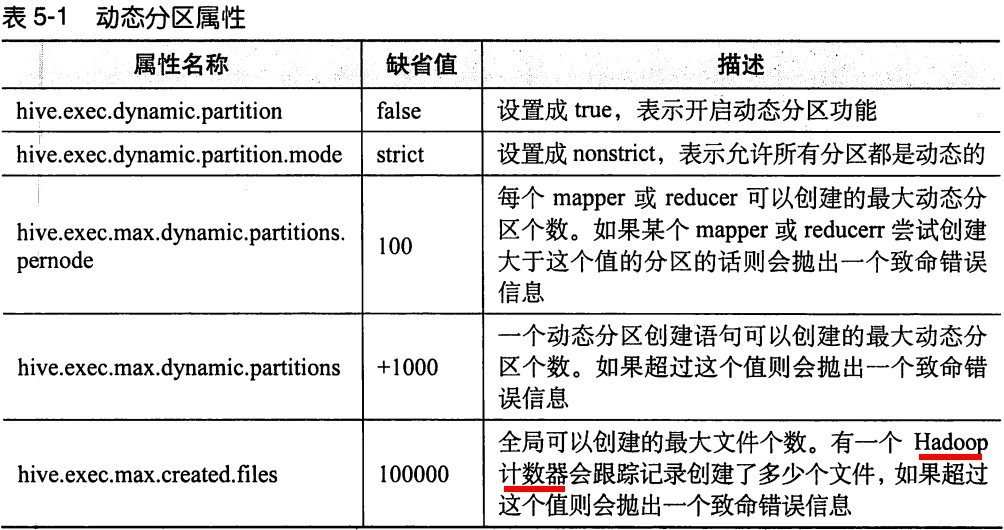 表 5-1 动态分区属性
属性名称 缺省值 描述
hive.exec.dynamic.partition false 设置成 true，表示开启动态分区功能
hive.exec.dynamic.partition.mode strict 设置成 nonstrict，表示允许所有分区都是动态的
hive.exec.max.dynamic.partitions.
pernode
100
每个 mapper 或 reducer 可以创建的最大动态分
区个数。如果某个 mapper 或 reducerr 尝试创建
大于这个值的分区的话则会抛出一个致命错误
信息
hive.exec.max.dynamic.partitions
+1000
一个动态分区创建语句可以创建的最大动态分
区个数。如果超过这个值则会抛出一个致命错
误信息
hive.exec.max.created.files
100000
全局可以创建的最大文件个数。有一个 Hadoop
计数器会跟踪记录创建了多少个文件，如果超过
这个值则会抛出一个致命错误信息